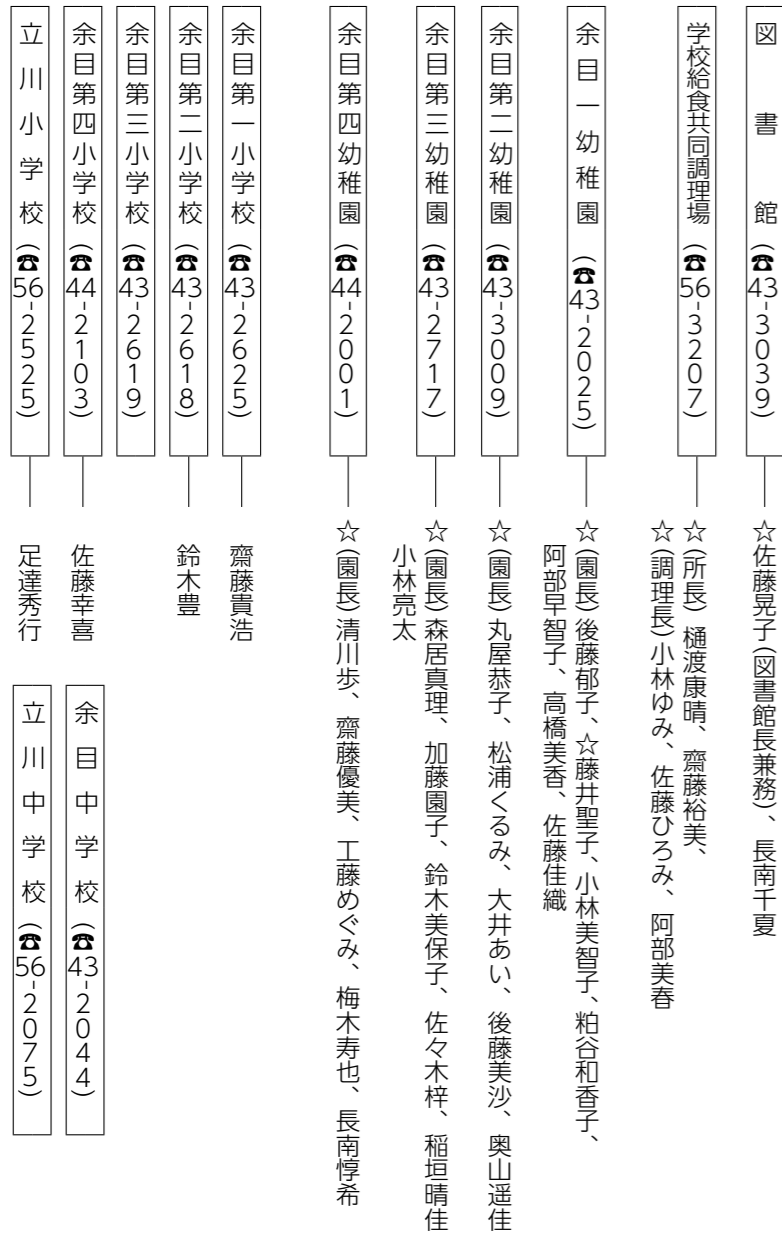 図書館(☎43-3039)
☆佐藤晃子(図書館長兼務)、長南千夏
学校給食共同調理場(☎56-3207)
☆(所長)樋渡康晴、齋藤裕美、
☆(調理長)小林ゆみ、佐藤ひろみ、阿部美春
余目一幼稚園(☎43-2025)
☆(園長)後藤郁子、☆藤井聖子、小林美智子、粕谷和香子、
阿部早智子、高橋美香、佐藤佳織
余目第二幼稚園(☎43-3009)
☆(園長)丸屋恭子、松浦くるみ、大井あい、後藤美沙、奥山遥佳
余目第三幼稚園(☎43-2717)
☆(園長)森居真理、加藤園子、鈴木美保子、佐々木梓、稲垣晴佳
小林亮太
余目第四幼稚園(☎44-2001)
☆(園長)清川歩、齋藤優美、工藤めぐみ、梅木寿也、長南惇希
余目第一小学校(☎43-2625)
齋藤貴浩
余目第二小学校(☎43-2618)
鈴木豊
余目第三小学校(☎43-2619)
余目第四小学校(☎44-2103)
佐藤幸喜
立川小学校(☎56-2525)
足達秀行
余目中学校(☎43-2044)
立川中学校(☎56-2075)